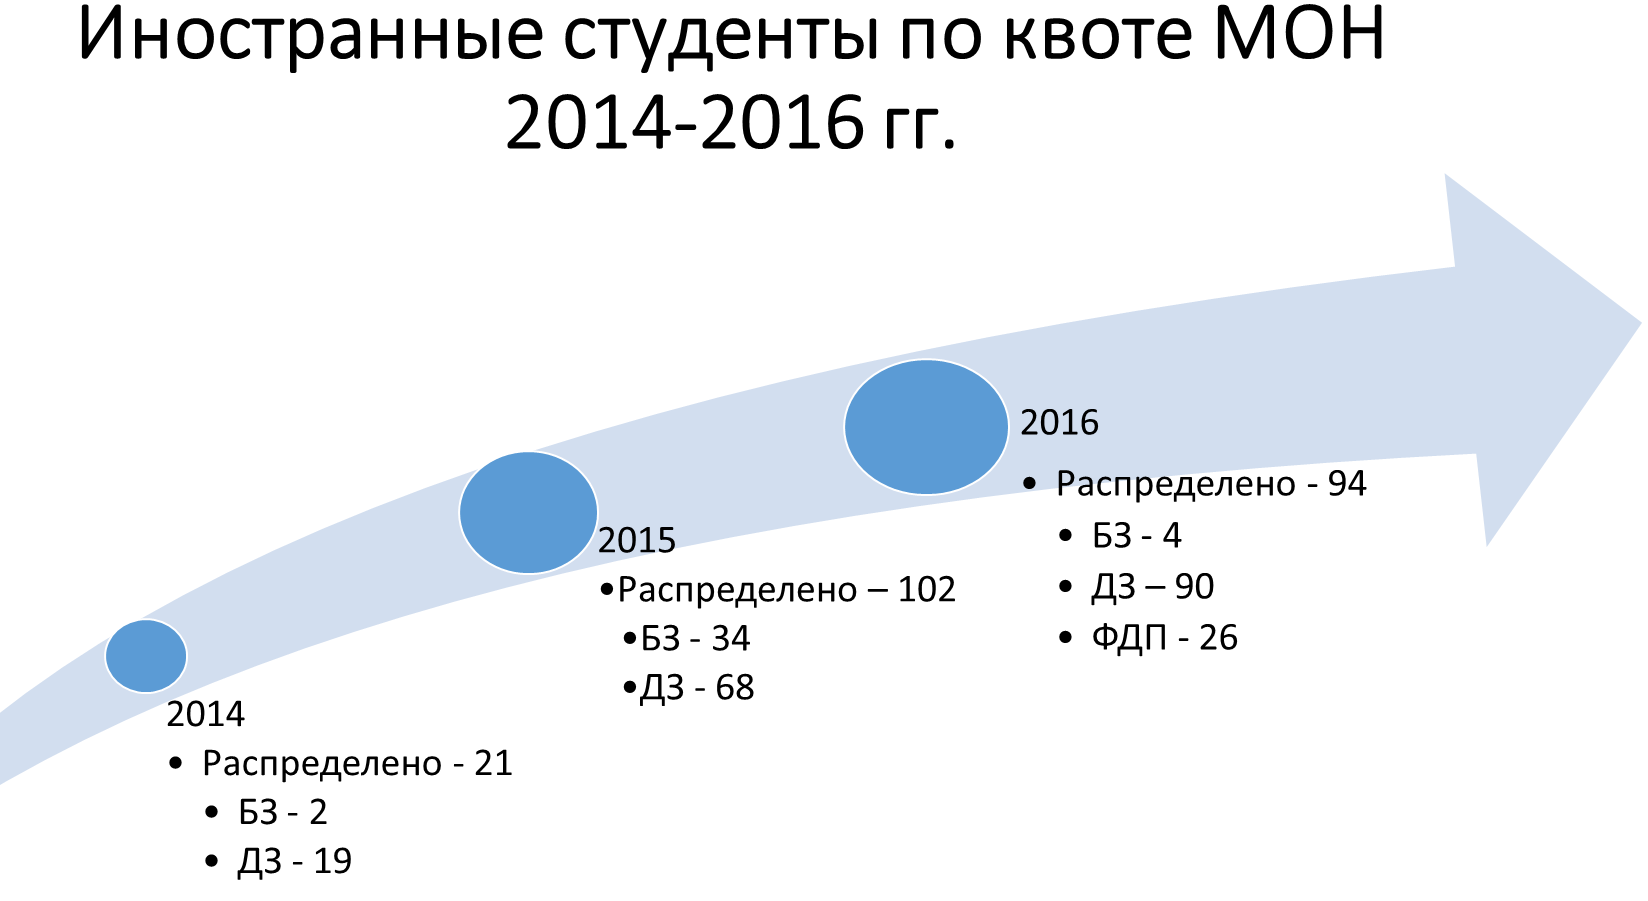 Иностранные студенты по квоте МОН
2014-2016 гг.
2016
• Распределено - 94
• БЗ - 4
• ДЗ – 90
• ФДП - 26
2015
•Распределено – 102
•БЗ - 34
•ДЗ - 68
2014
• Распределено - 21
• БЗ - 2
• ДЗ - 19